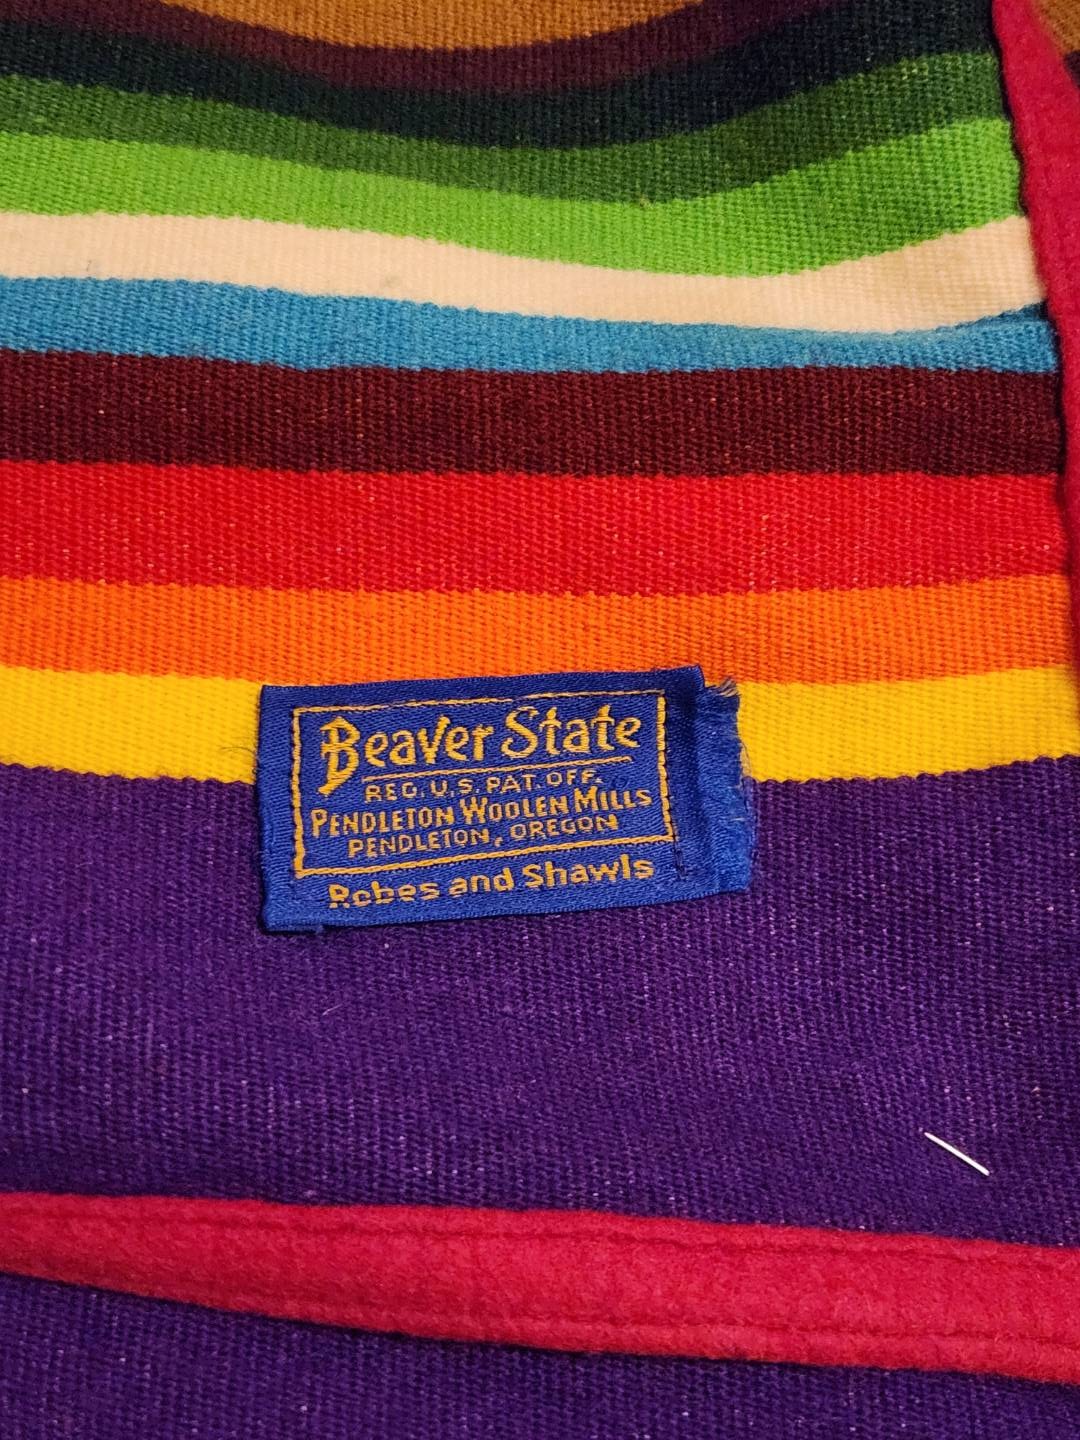 Beaver State
REG. U.S. PAT. OFF.
PENDLETON WOOLEN MILLS
PENDLETON, OREGON
Robes and Shawls